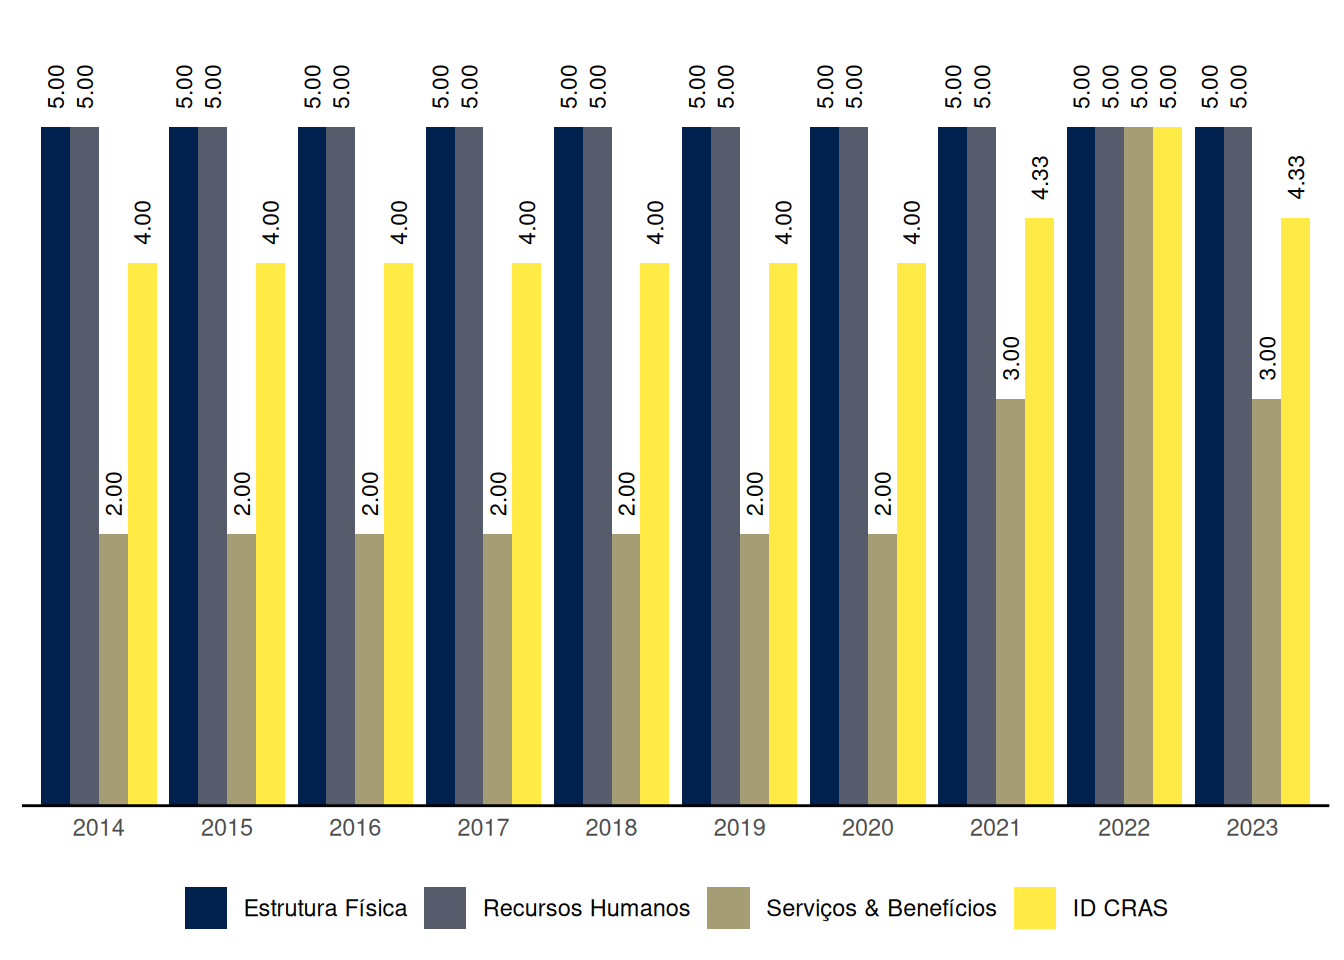 5.00 5.00 5.00 5.00 5.00 5.00 5.00 5.00 5.00 5.00 5.00 5.00 5.00 5.00 5.00 5.00 5.00 5.00 5.00 5.00 5.00 5.00
4.33 4.33
4.00 4.00 4.00 4.00 4.00 4.00 4.00
3.00 3.00
2.00 2.00 2.00 2.00 2.00 2.00 2.00
2014 2015 2016 2017 2018 2019 2020 2021 2022 2023
Estrutura Física Recursos Humanos Serviços & Benefícios ID CRAS